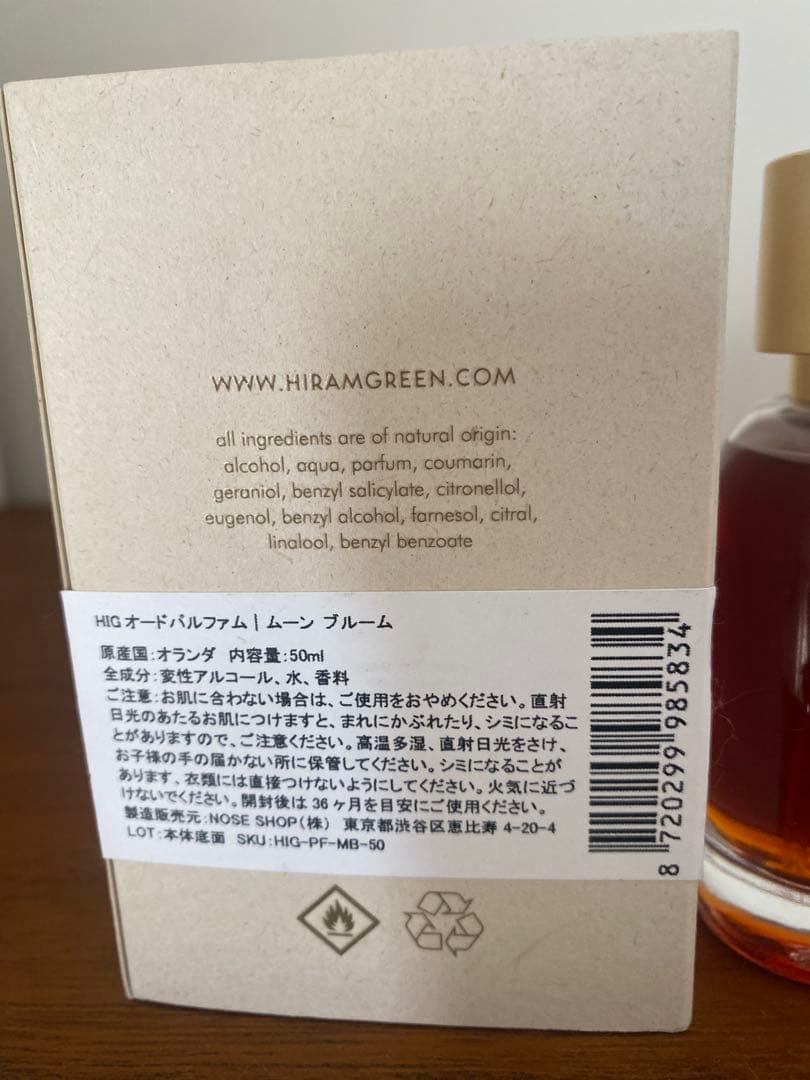 WWW.HIRAMGREEN.COM
all ingredients are of natural origin:
alcohol, aqua, parfum, coumarin,
geraniol, benzyl salicylate, citronellol,
eugenol, benzyl alcohol, farnesol, citral,
linalool, benzyl benzoate
HIG オードパルファム | ムーン ブルーム
原産国:オランダ 内容量:50ml
全成分:変性アルコール、水、香料
ご注意:お肌に合わない場合は、ご使用をおやめください。直射
日光のあたるお肌につけますと、まれにかぶれたり、シミになるこ
とがありますので、ご注意ください。高温多湿、直射日光をさけ、
お子様の手の届かない所に保管してください。シミになることが
あります、衣類には直接つけないようにしてください。火気に近づ
けないでください。開封後は 36 ヶ月を目安にご使用ください。
製造販売元:NOSE SHOP(株) 東京都渋谷区恵比寿 4-20-4
LOT:本体底面 SKU:HIG-PF-MB-50
8 720299 985834